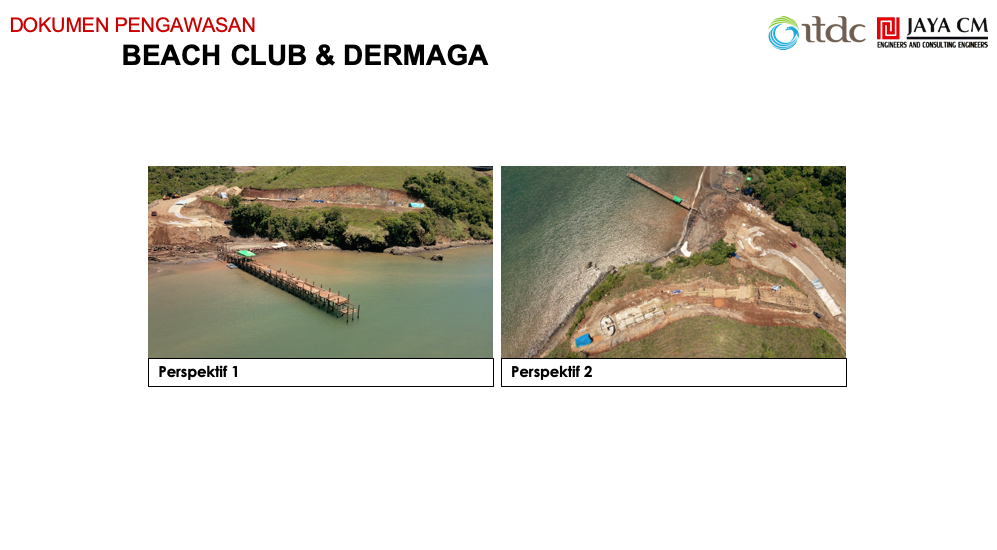 DOKUMEN PENGAWASAN
BEACH CLUB & DERMAGA
itdc
JAYA CM
ENGINEERS AND CONSULTING ENGINEERS
Perspektif 1
Perspektif 2